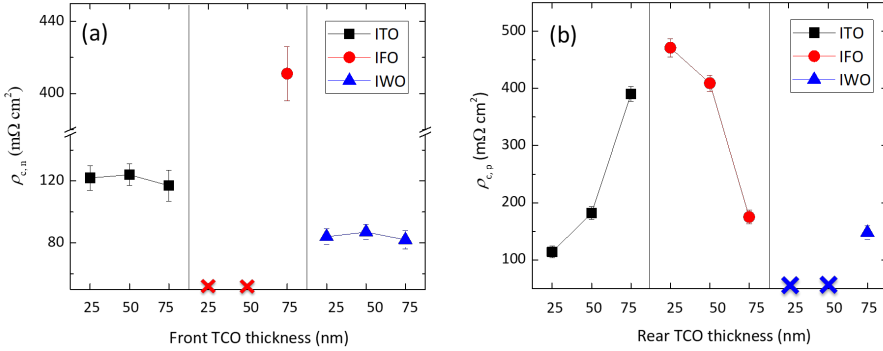 (a)
ITO
IFO
IWO
440
400
120
80
ρc, n (mΩ cm²)
25 50 75 25 50 75 25 50 75
Front TCO thickness (nm)
(b)
ITO
IFO
IWO
500
400
300
200
100
ρc, p (mΩ cm²)
25 50 75 25 50 75 25 50 75
Rear TCO thickness (nm)